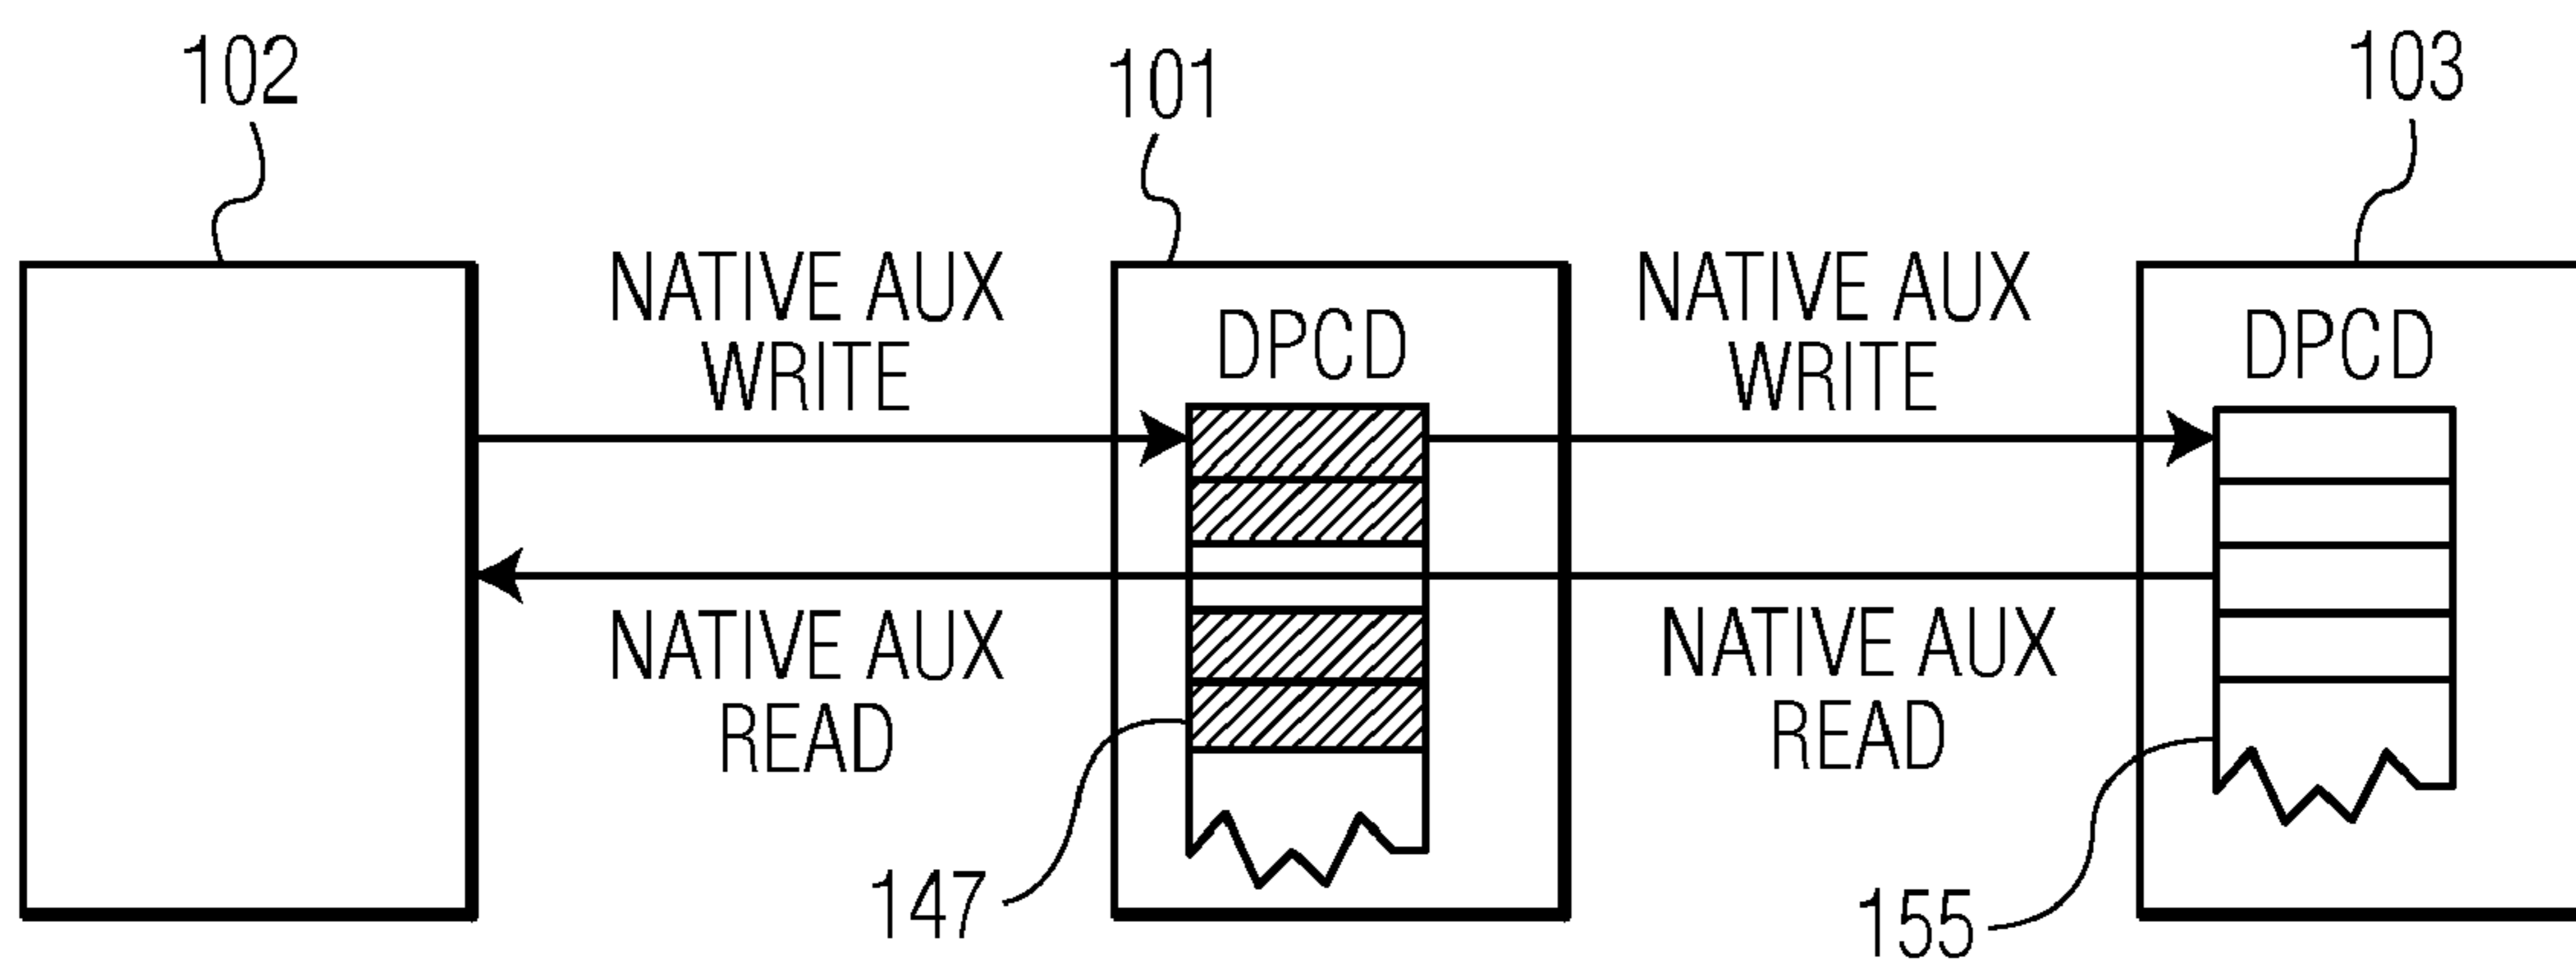 102
101
103
NATIVE AUX
WRITE
DPCD
NATIVE AUX
WRITE
DPCD
NATIVE AUX
READ
NATIVE AUX
READ
147
155